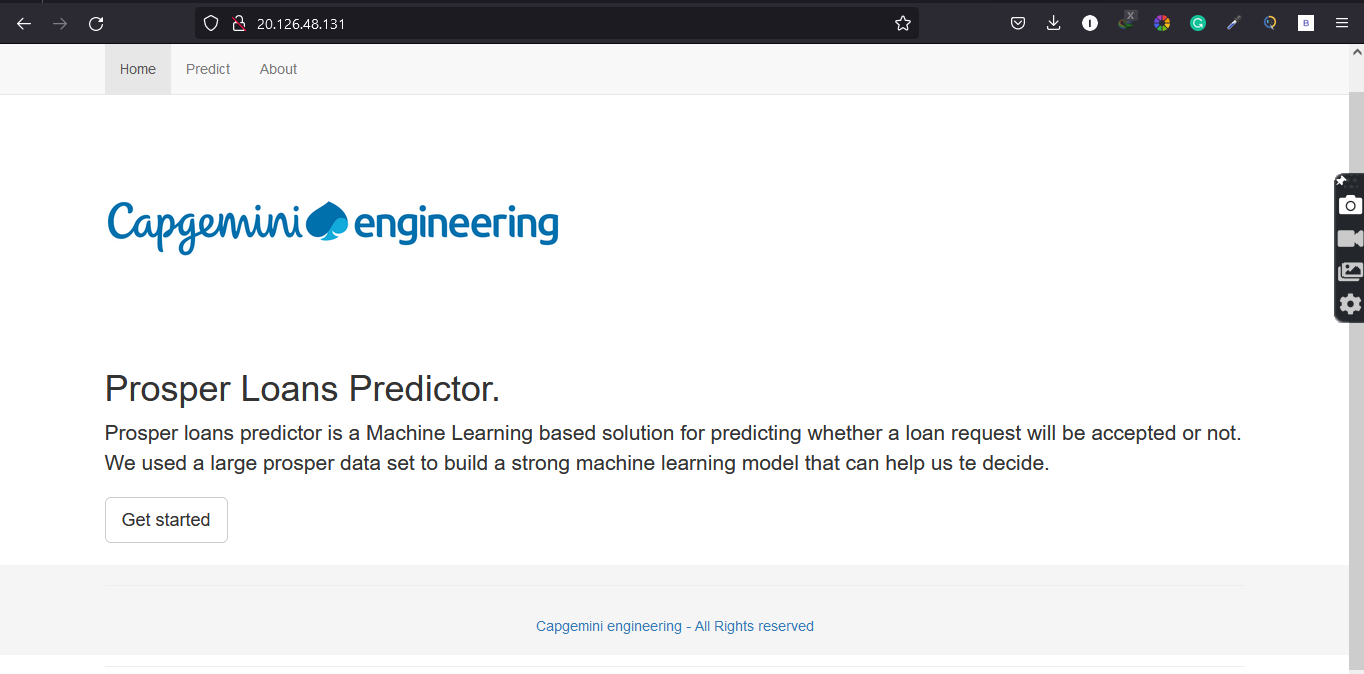 20.126.48.131
X
B
Home Predict About
Capgemini engineering
Prosper Loans Predictor.
Prosper loans predictor is a Machine Learning based solution for predicting whether a loan request will be accepted or not.
We used a large prosper data set to build a strong machine learning model that can help us te decide.
Get started
Capgemini engineering - All Rights reserved